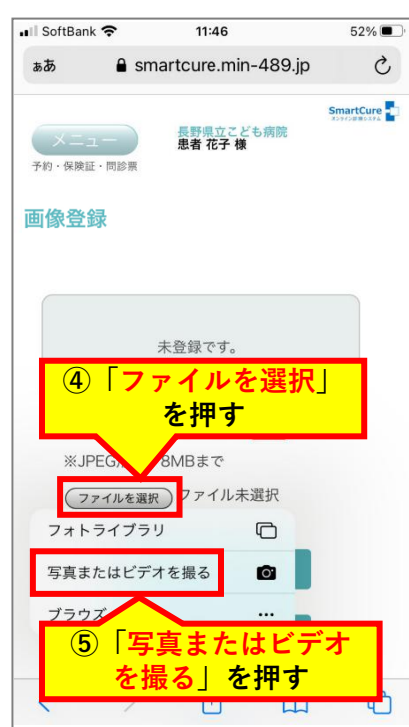 SoftBank 11:46 52%
ああ smartcure.min-489.jp
SmartCure
オンライン診療システム
メニュー
長野県立こども病院
患者 花子 様
予約・保険証・問診票
画像登録
未登録です。
④「ファイルを選択」
を押す
※JPEG 8MBまで
ファイルを選択 ファイル未選択
フォトライブラリ
写真またはビデオを撮る
ブラウズ
⑤「写真またはビデオ
を撮る」を押す